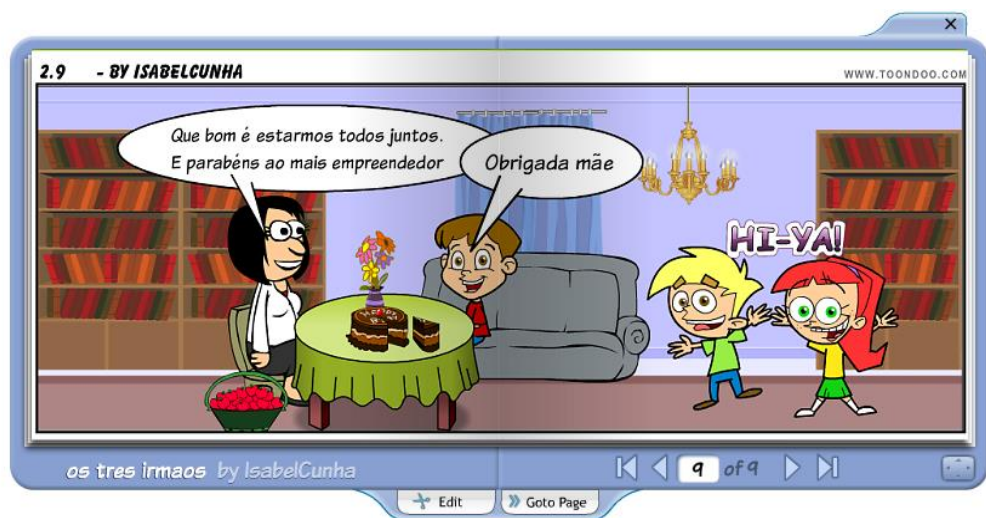 2.9 - BY ISABELCUNHA
WWW.TOONDOO.COM
Que bom é estarmos todos juntos.
E parabéns ao mais empreendedor
Obrigada mãe
HI-YA!
os tres irmaos by IsabelCunha
9 of 9
Edit
Goto Page